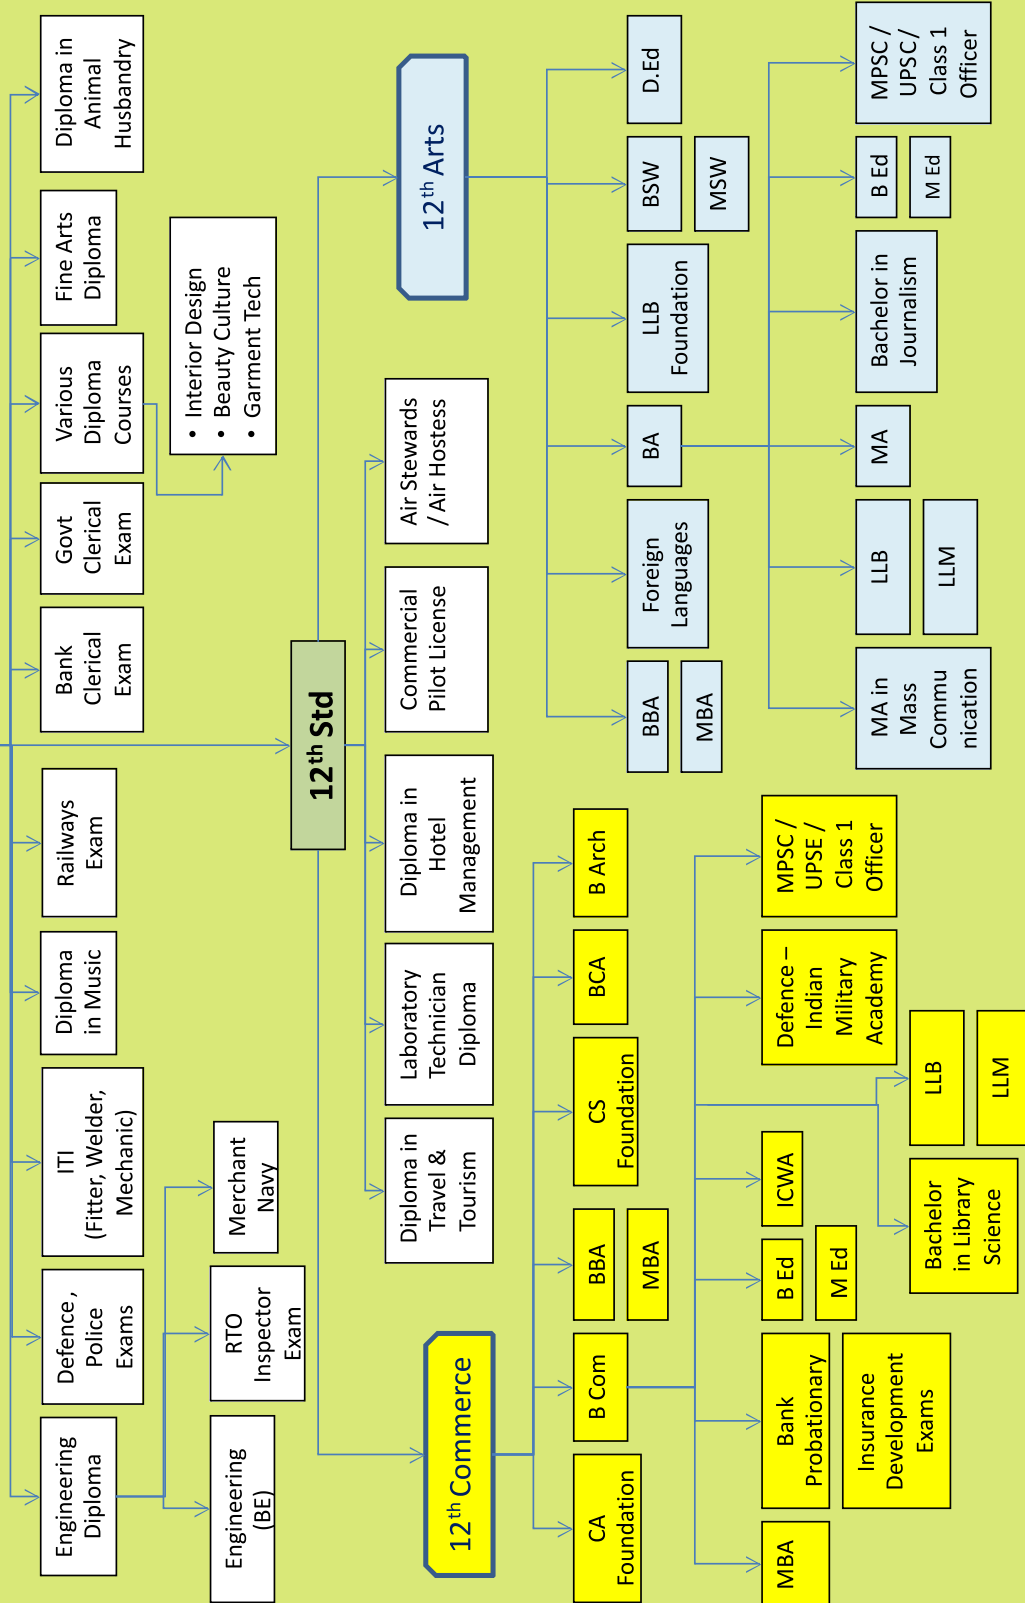 Engineering
Diploma
Defence ,
Police
Exams
ITI
(Fitter, Welder,
Mechanic)
Diploma
in Music
Railways
Exam
Bank
Clerical
Exam
Govt
Clerical
Exam
Various
Diploma
Courses
Fine Arts
Diploma
Diploma in
Animal
Husbandry
Engineering
(BE)
RTO
Inspector
Exam
Merchant
Navy
• Interior Design
• Beauty Culture
• Garment Tech
12th Std
Diploma in
Travel &
Tourism
Laboratory
Technician
Diploma
Diploma in
Hotel
Management
Commercial
Pilot License
Air Stewards
/ Air Hostess
12th Commerce
12th Arts
CA
Foundation
B Com
BBA
MBA
CS
Foundation
BCA
B Arch
BBA
MBA
Foreign
Languages
BA
LLB
Foundation
BSW
MSW
D.Ed
MBA
Bank
Probationary
Insurance
Development
Exams
B Ed
M Ed
ICWA
Defence –
Indian
Military
Academy
MPSC /
UPSE /
Class 1
Officer
Bachelor
in Library
Science
LLB
LLM
MA in
Mass
Commu
nication
LLB
LLM
MA
Bachelor in
Journalism
B Ed
M Ed
MPSC /
UPSC/
Class 1
Officer